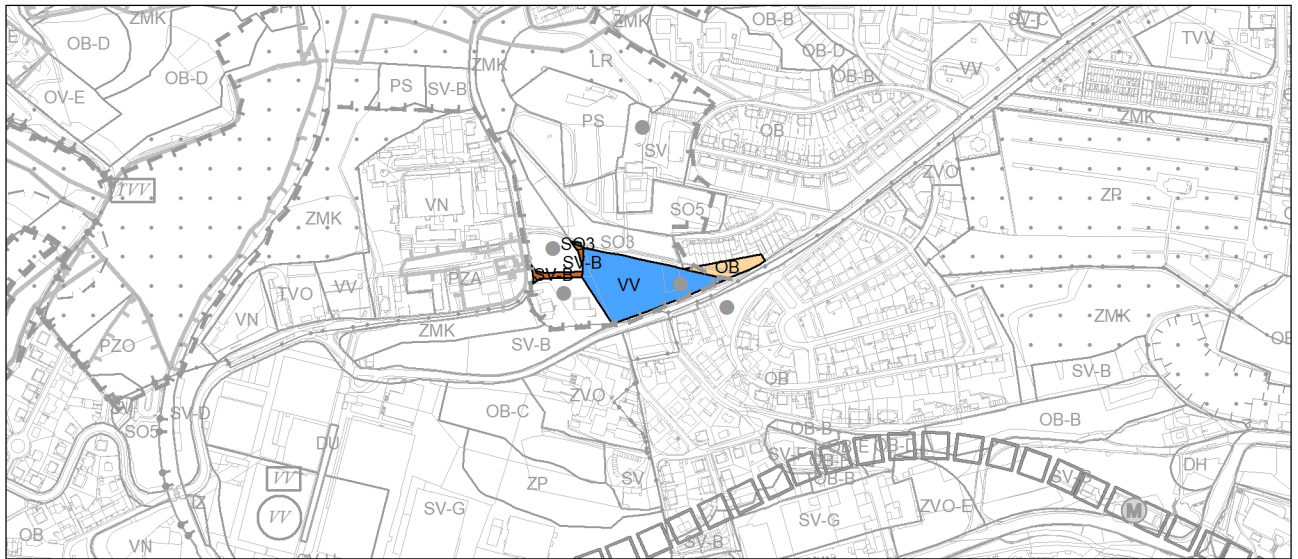 ZMK
OB-B
SV-C
TVV
OB-D
OB-D
OB-D
LR
ZMK
OB-B
VV
OV-E
PS
SV-B
PS
OB
ZMK
SV
TVV
ZVO
ZP
VN
ZMK
SO5
SO3
SO3
SV-B
OB
SV-B
VV
PZA
TVO
VV
VN
ZMK
ZMK
PZO
SV-B
OB
SV-B
ZVO
SV-D
OB-C
OB-B
SO5
OB-B
DU
SV
DH
VV
ZP
OB-B
SV-G
ZVO-E
SV-G
M
VV
IZ
OB
VN
SV-B